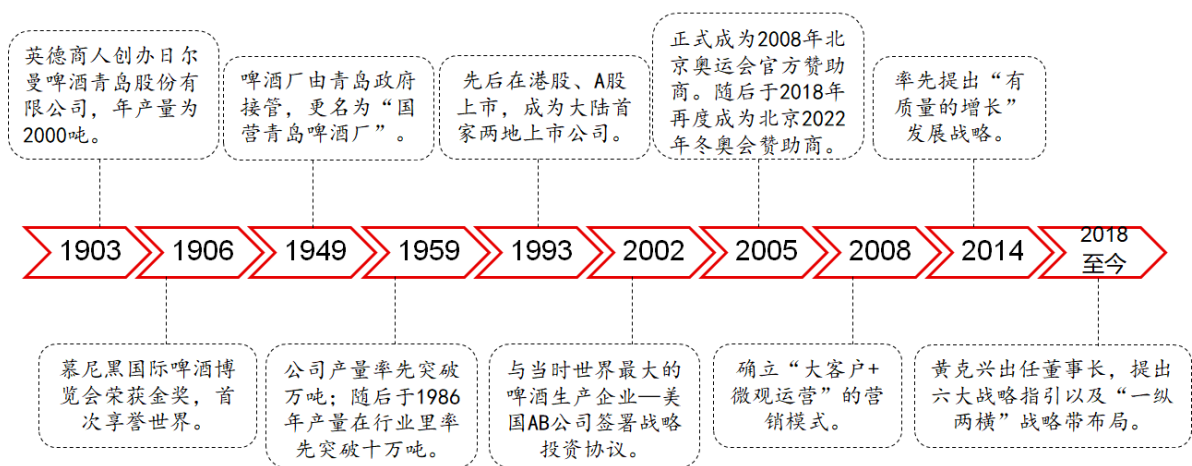 英德商人创办日尔
曼啤酒青岛股份有
限公司，年产量为
2000吨。
啤酒厂由青岛政府
接管，更名为“国
营青岛啤酒厂”。
先后在港股、A股
上市，成为大陆首
家两地上市公司。
正式成为2008年北
京奥运会官方赞助
商。随后于2018年
再度成为北京2022
年冬奥会赞助商。
率先提出“有
质量的增长”
发展战略。
1903
1906
1949
1959
1993
2002
2005
2008
2014
2018
至今
慕尼黑国际啤酒博
览会荣获金奖，首
次享誉世界。
公司产量率先突破
万吨；随后于1986
年产量在行业里率
先突破十万吨。
与当时世界最大的
啤酒生产企业—美
国AB公司签署战略
投资协议。
确立“大客户+
微观运营”的营
销模式。
黄克兴出任董事长，提出
六大战略指引以及“一纵
两横”战略带布局。